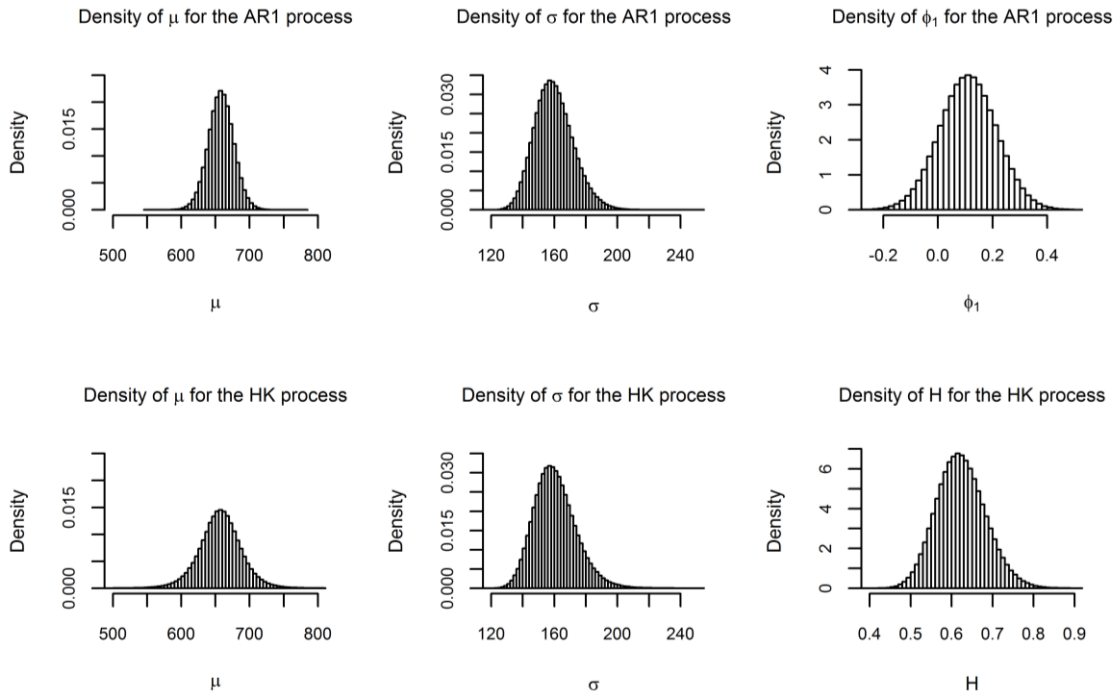 Density of μ for the AR1 process
Density
0.000
0.015
500 600 700 800
μ
Density of σ for the AR1 process
Density
0.000
0.015
0.030
120 160 200 240
σ
Density of ϕ1 for the AR1 process
Density
0
1
2
3
4
-0.2 0.0 0.2 0.4
ϕ1
Density of μ for the HK process
Density
0.000
0.015
500 600 700 800
μ
Density of σ for the HK process
Density
0.000
0.015
0.030
120 160 200 240
σ
Density of H for the HK process
Density
0
2
4
6
0.4 0.5 0.6 0.7 0.8 0.9
H